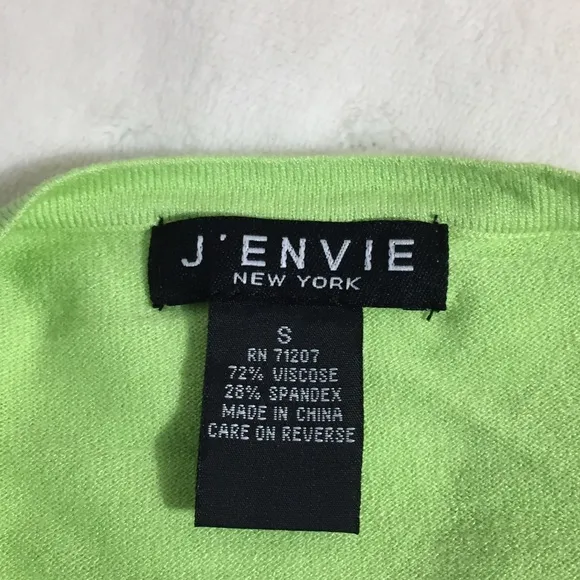 J'ENVIE
NEW YORK
S
RN 71207
72% VISCOSE
28% SPANDEX
MADE IN CHINA
CARE ON REVERSE